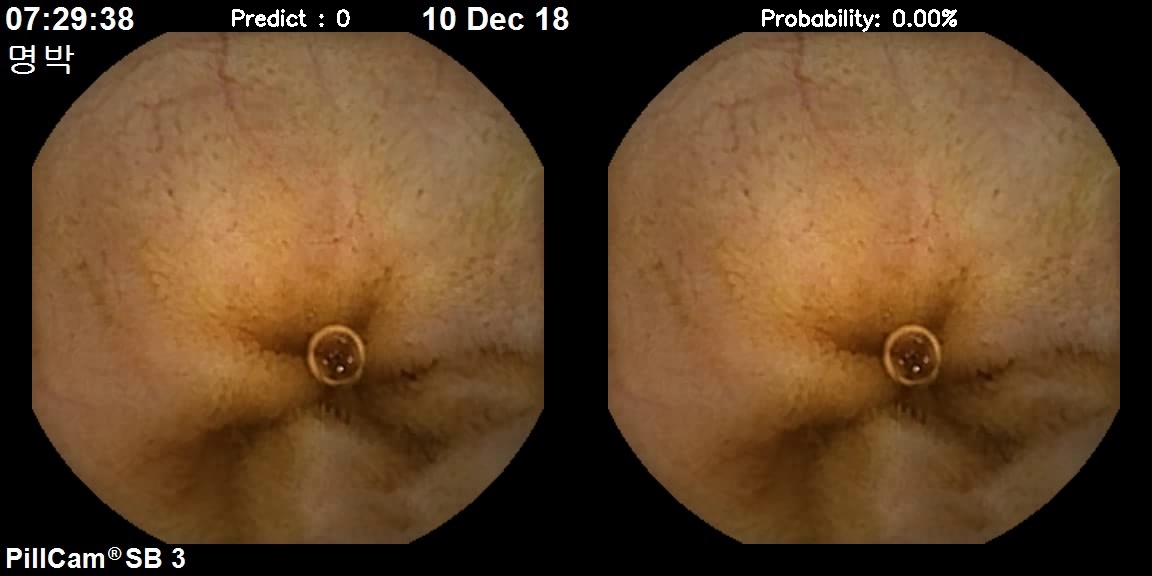 07:29:38
Predict : 0
10 Dec 18
Probability: 0.00%
명박
PillCam® SB 3